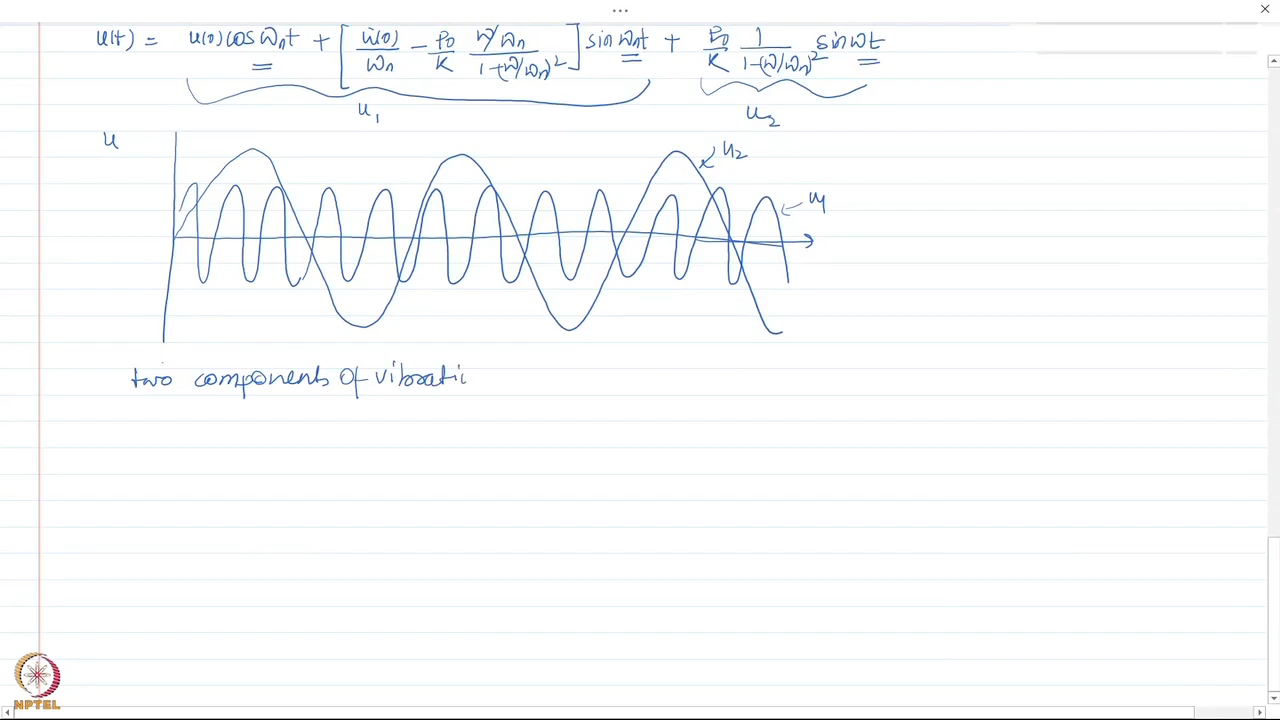 u(t) = u(0) cos ωₙt + [ u̇(0)/ωₙ − P₀/K (ω/ωₙ)/(1−(ω/ωₙ)²) ] sin ωₙt + P₀/K 1/(1−(ω/ωₙ)²) sin ωt
u₁
u₂
u
u₂
u₁
two components of vibratic
NPTEL